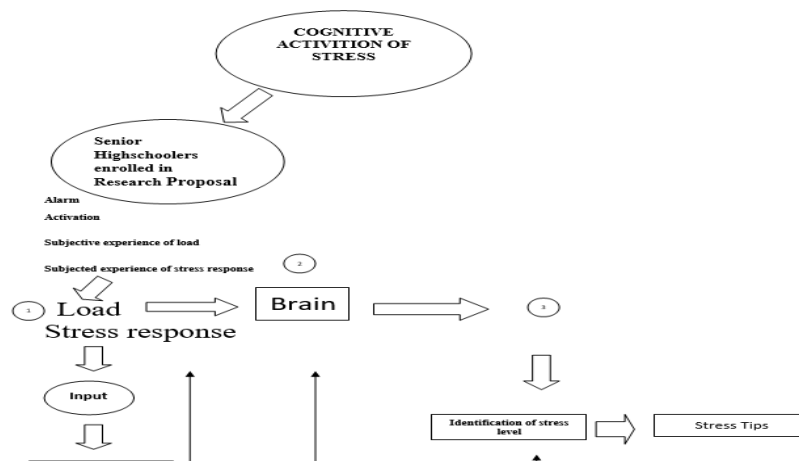 COGNITIVE
ACTIVITION OF
STRESS
Senior
Highschoolers
enrolled in
Research Proposal
Alarm
Activation
Subjective experience of load
Subjected experience of stress response
2
1
Load
Brain
3
Stress response
Input
Identification of stress
level
Stress Tips